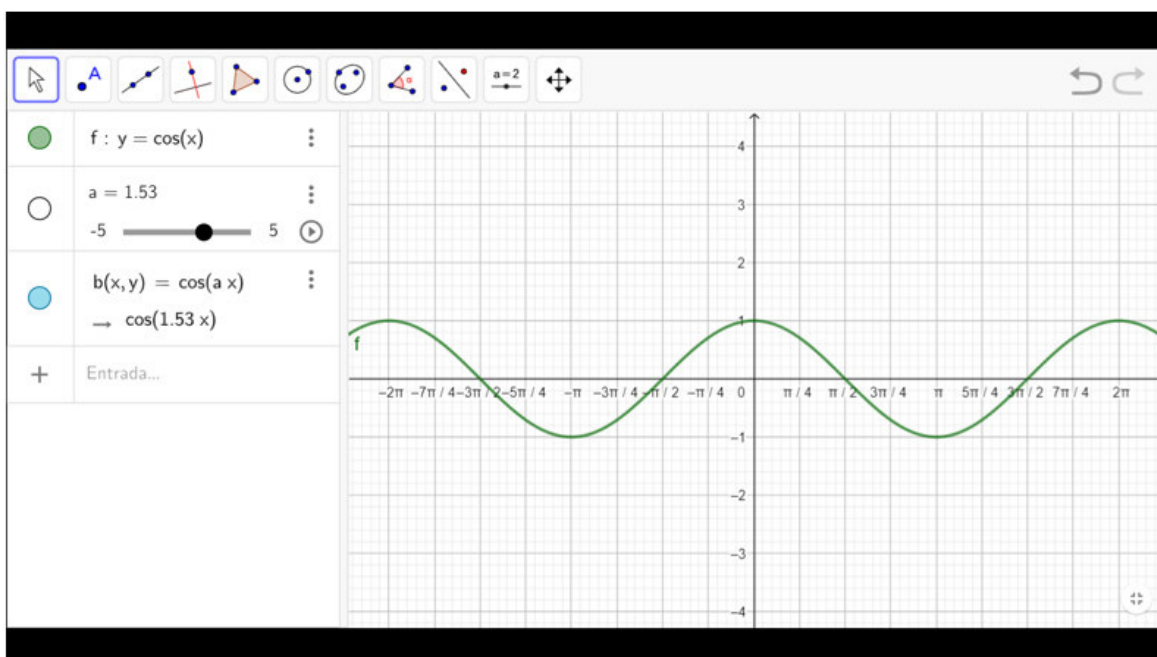 A
α
a=2
f : y = cos(x)
a = 1.53
-5 5
b(x,y) = cos(a x)
→ cos(1.53 x)
+ Entrada...
4
3
2
1
f
−2π −7π / 4 −3π / 2 −5π / 4 −π −3π / 4 −π / 2 −π / 4 0 π / 4 π / 2 3π / 4 π 5π / 4 3π / 2 7π / 4 2π
−1
−2
−3
−4